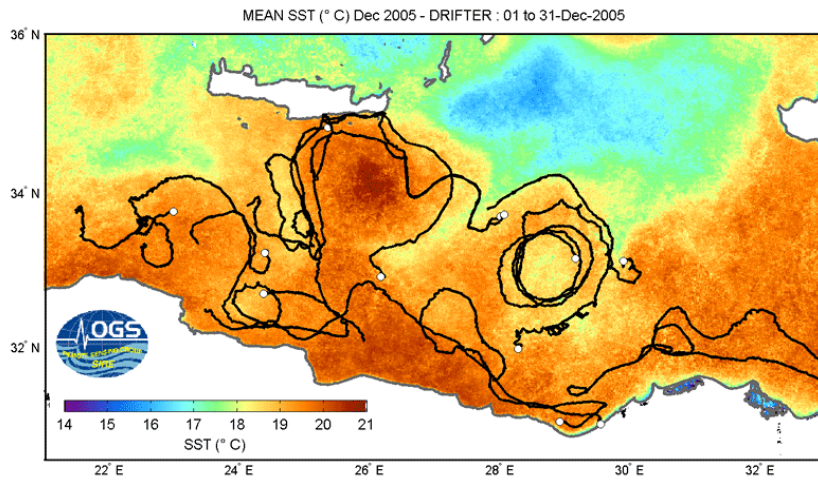 MEAN SST (° C) Dec 2005 - DRIFTER : 01 to 31-Dec-2005
36° N
34° N
32° N
OGS
SIRE
14 15 16 17 18 19 20 21
SST (° C)
22° E 24° E 26° E 28° E 30° E 32° E